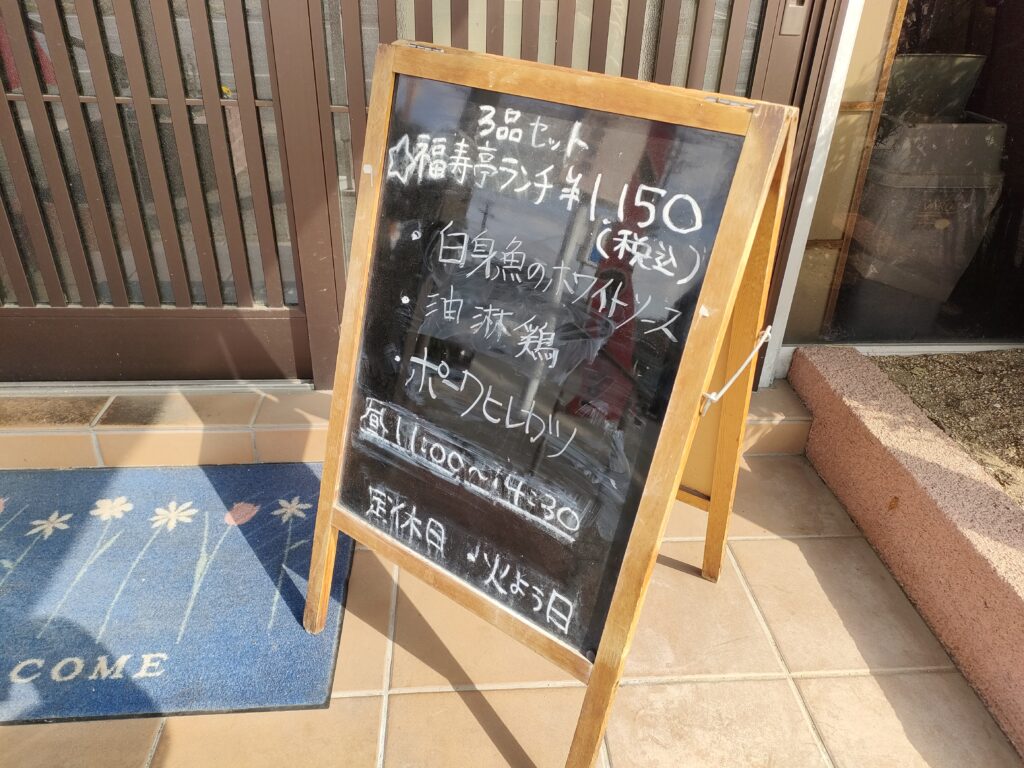 3品セット
☆福寿亭ランチ ¥1,150
(税込)
・白身魚のホワイトソース
・油淋鶏
・ポークヒレカツ
昼 11:00〜14:30
定休日 火よう日
COME